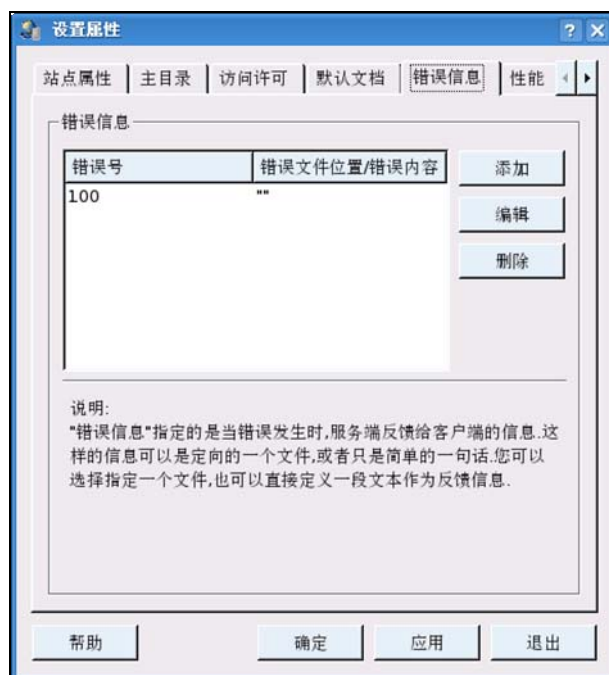 设置属性
站点属性 主目录 访问许可 默认文档 错误信息 性能
错误信息
错误号 错误文件位置/错误内容 添加
100 ""
编辑
删除
说明:
"错误信息"指定的是当错误发生时,服务端反馈给客户端的信息.这
样的信息可以是定向的一个文件,或者只是简单的一句话.您可以
选择指定一个文件,也可以直接定义一段文本作为反馈信息.
帮助 确定 应用 退出